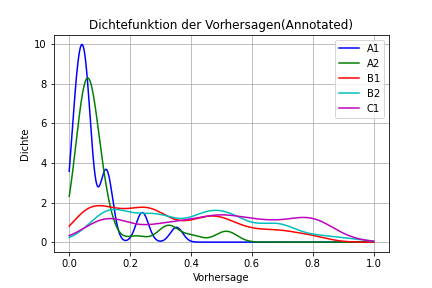 Dichtefunktion der Vorhersagen(Annotated)
10
8
6
4
2
0
Dichte
A1
A2
B1
B2
C1
0.0 0.2 0.4 0.6 0.8 1.0
Vorhersage